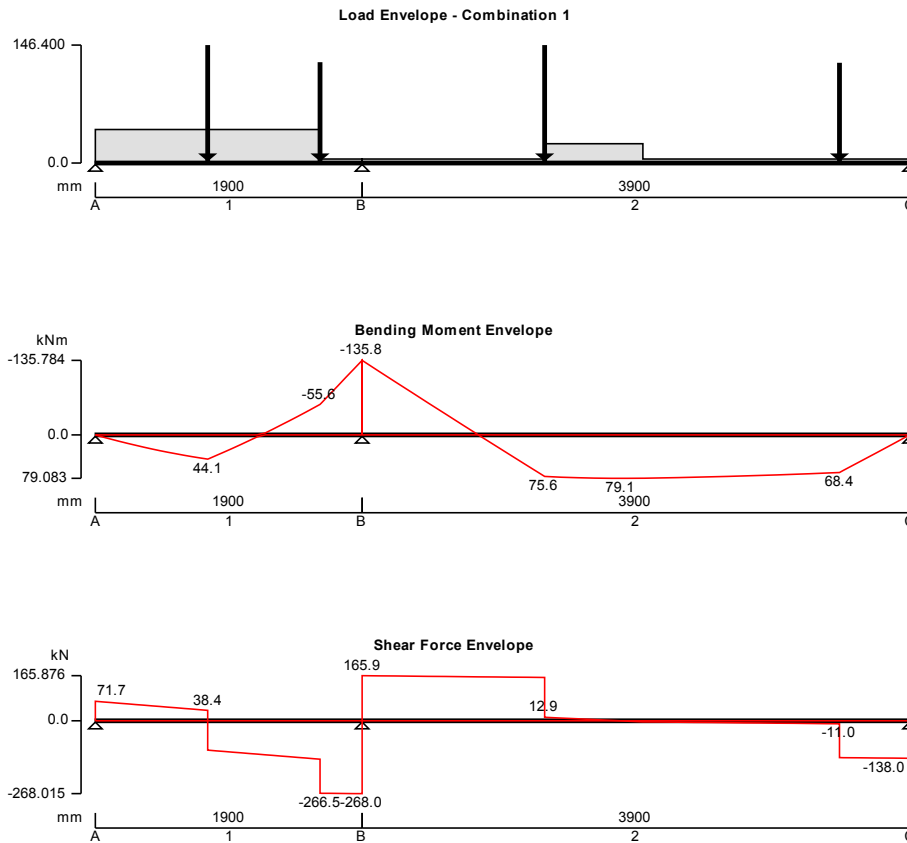 Load Envelope - Combination 1
146.400
0.0
mm 1900 3900
A 1 B 2 C
Bending Moment Envelope
kNm
-135.784
0.0
79.083
-135.8
-55.6
44.1
75.6
79.1
68.4
mm 1900 3900
A 1 B 2 C
Shear Force Envelope
kN
165.876
0.0
-268.015
71.7
38.4
165.9
12.9
-11.0
-138.0
-266.5
-268.0
mm 1900 3900
A 1 B 2 C